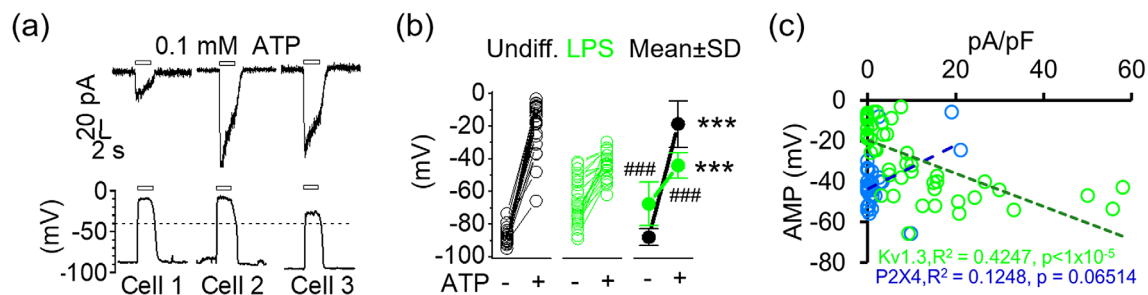 (a)
0.1 mM ATP
20 pA
2 s
0
-50
-100
(mV)
Cell 1 Cell 2 Cell 3
(b)
Undiff. LPS Mean±SD
0
-20
-40
-60
-80
-100
(mV)
***
***
###
###
ATP - + - + - +
(c)
pA/pF
0 20 40 60
0
-20
-40
-60
-80
AMP (mV)
Kv1.3,R² = 0.4247, p<1x10⁻⁵
P2X4,R² = 0.1248, p = 0.06514